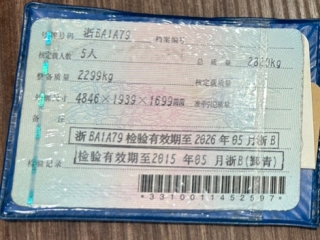 号牌号码 浙BA1A79 档案编号
核定载人数 5人 总质量
整备质量 2299kg 核定载质量
外廓尺寸 4846×1939×1699mm 准牵引总质量
备注
浙BA1A79 检验有效期至2026年05月浙B
检验记录 检验有效期至2015年05月浙B
*3310011452597*